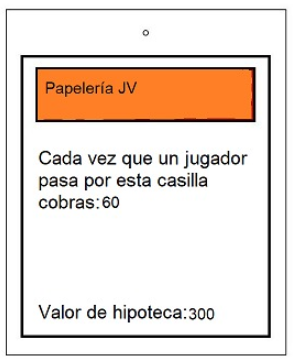 Papelería JV
Cada vez que un jugador
pasa por esta casilla
cobras:60
Valor de hipoteca:300